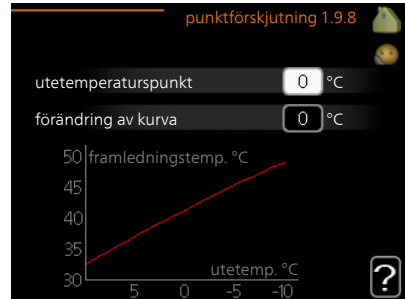 punktförskjutning 1.9.8
utetemperaturspunkt 0 °C
förändring av kurva 0 °C
50 framledningstemp. °C
45
40
35
30
utetemp. °C
5 0 -5 -10
?